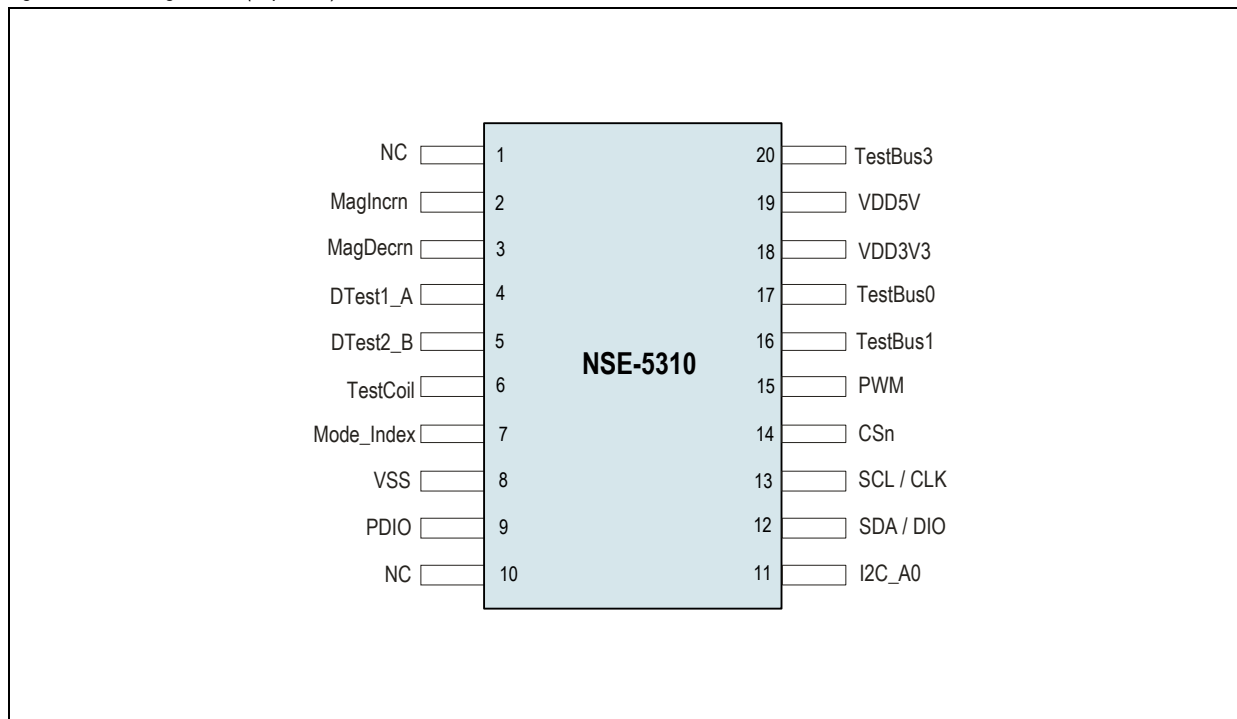 NC 1
MagIncrn 2
MagDecrn 3
DTest1_A 4
DTest2_B 5
TestCoil 6
Mode_Index 7
VSS 8
PDIO 9
NC 10
NSE-5310
20 TestBus3
19 VDD5V
18 VDD3V3
17 TestBus0
16 TestBus1
15 PWM
14 CSn
13 SCL / CLK
12 SDA / DIO
11 I2C_A0